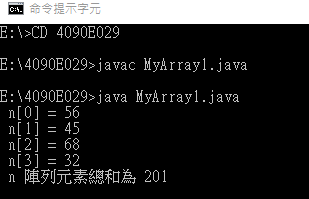 命令提示字元
E:\>CD 4090E029
E:\4090E029>javac MyArray1.java
E:\4090E029>java MyArray1.java
n[0] = 56
n[1] = 45
n[2] = 68
n[3] = 32
n 陣列元素總和為 201